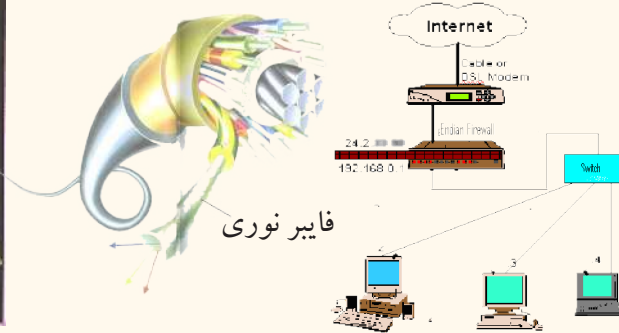 Internet
Cable or
DSL Modem
Endian Firewall
24.2
192.168.0.1
Switch
فایبر نوری
2
3
4